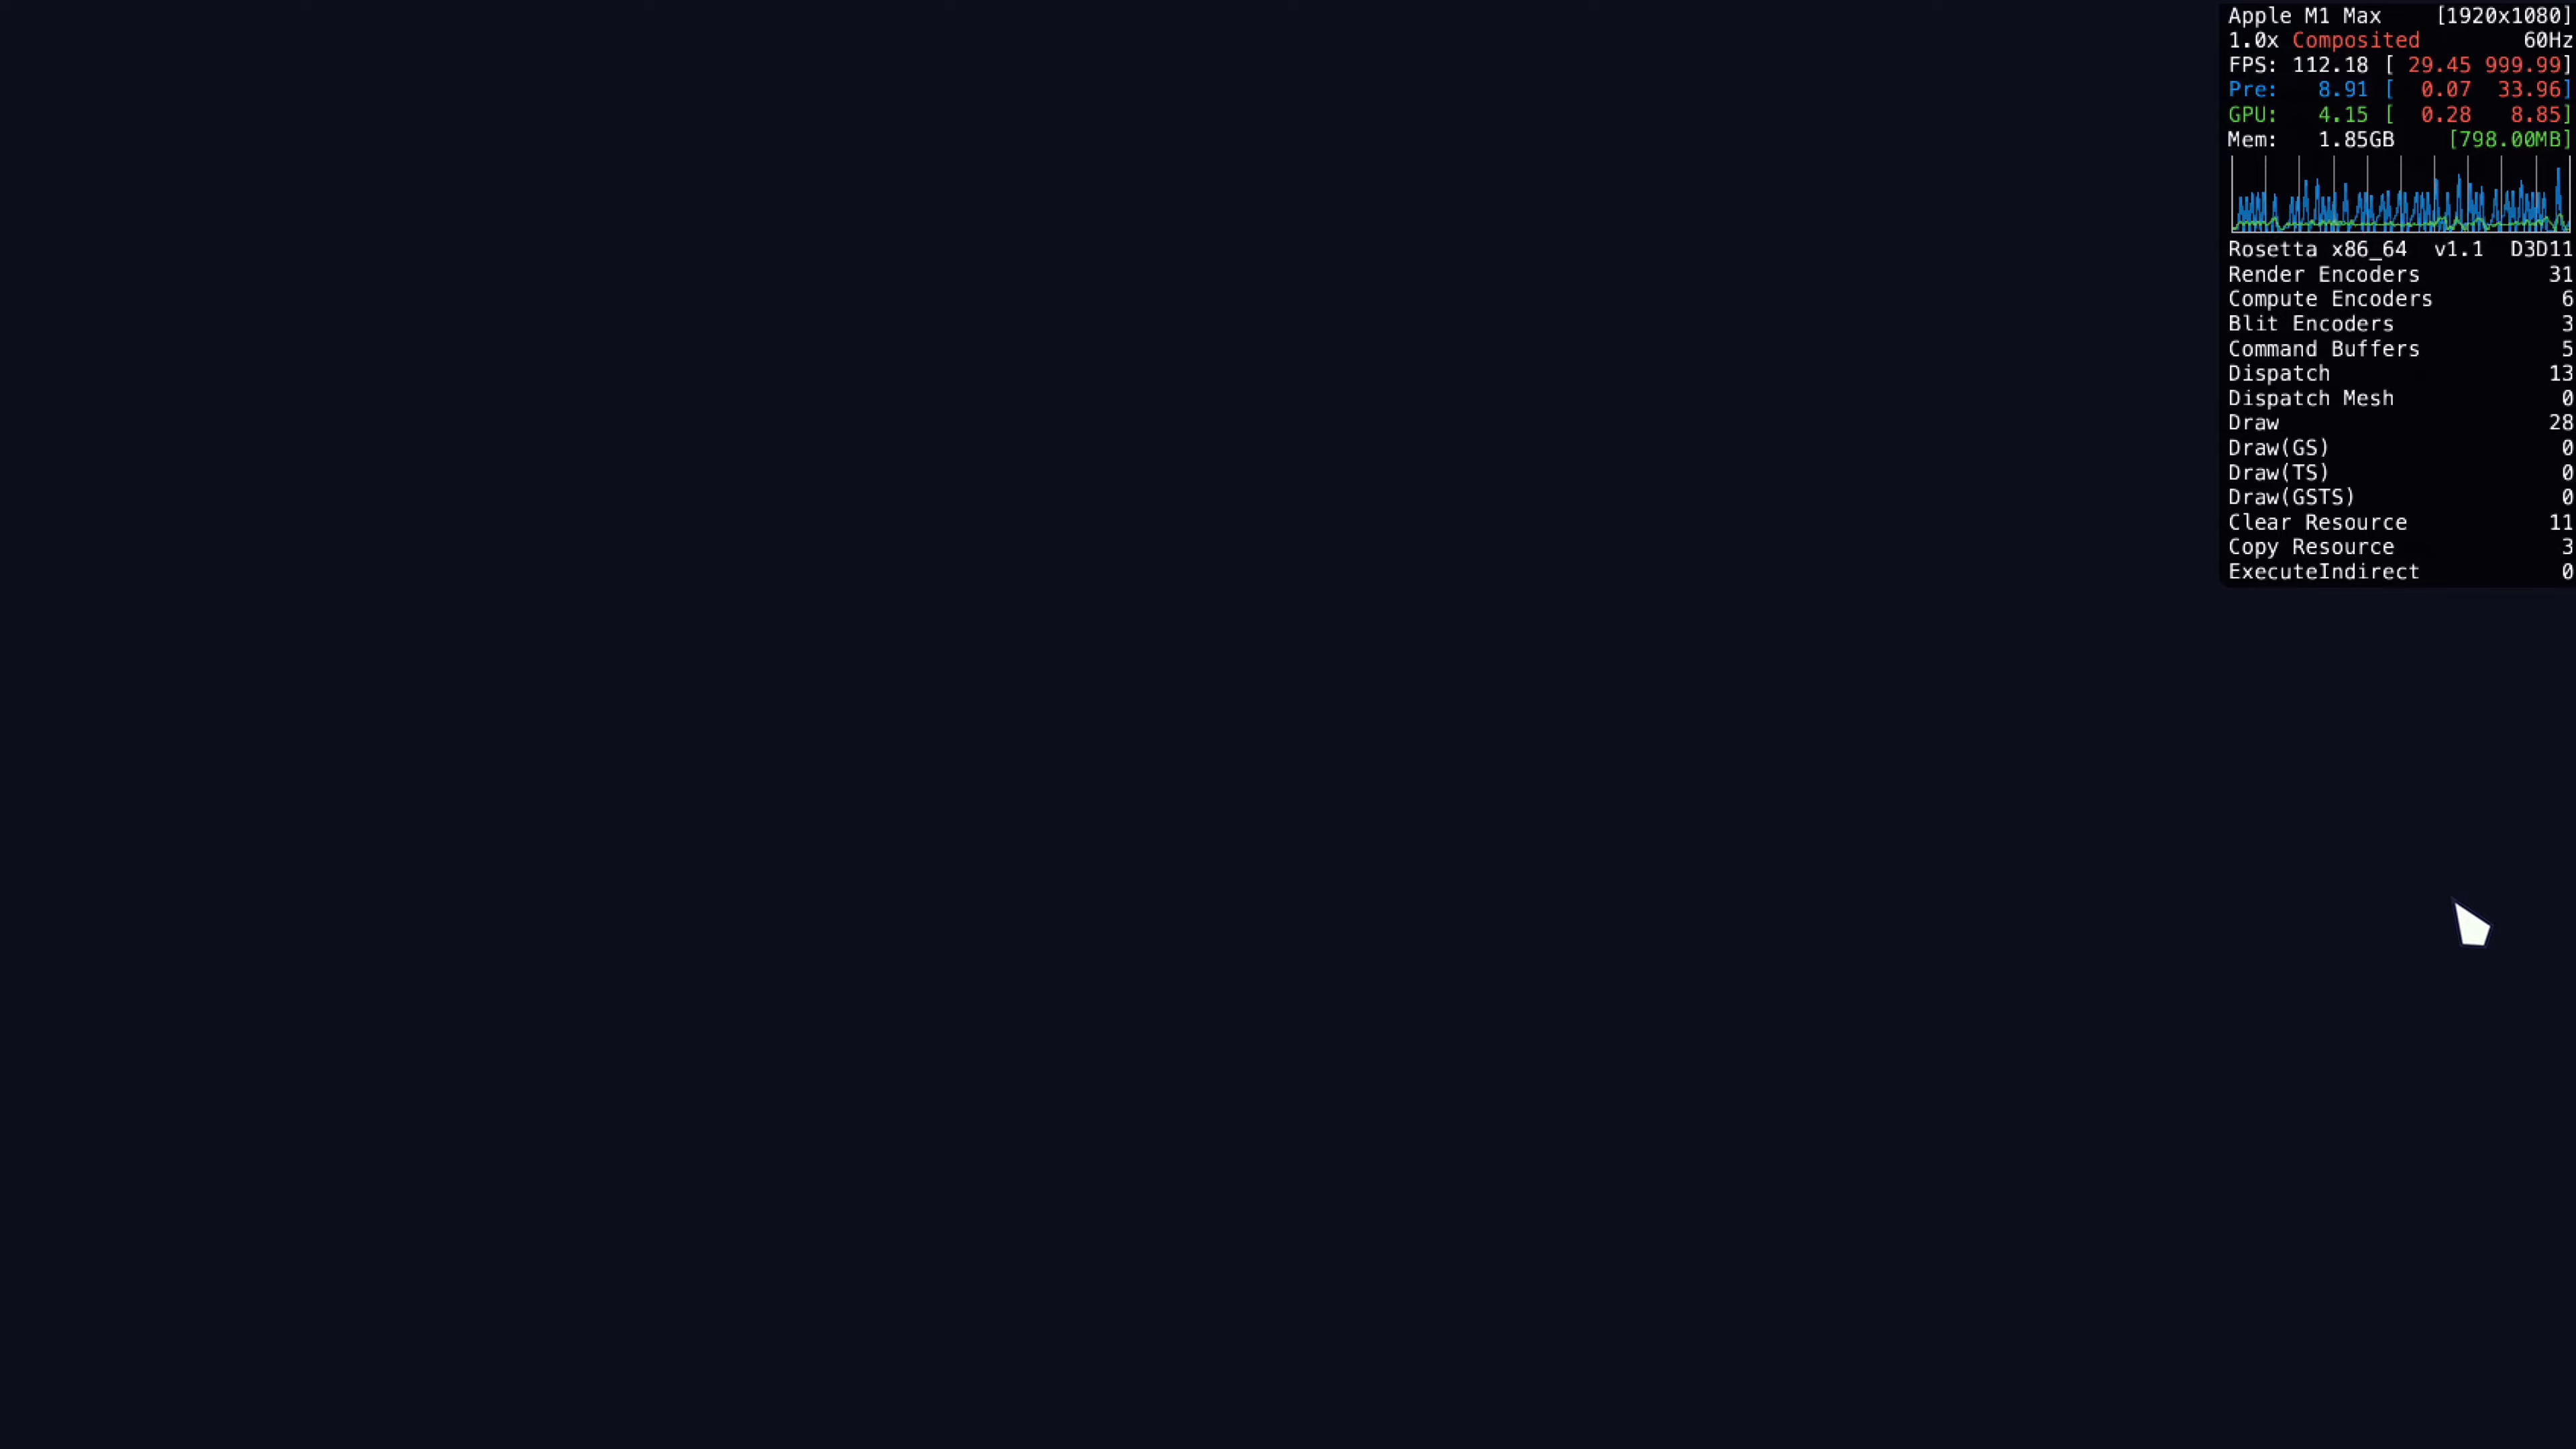 Apple M1 Max [1920x1080]
1.0x Composited 60Hz
FPS: 112.18 [ 29.45 999.99]
Pre: 8.91 [ 0.07 33.96]
GPU: 4.15 [ 0.28 8.85]
Mem: 1.85GB [798.00MB]
Rosetta x86_64 v1.1 D3D11
Render Encoders 31
Compute Encoders 6
Blit Encoders 3
Command Buffers 5
Dispatch 13
Dispatch Mesh 0
Draw 28
Draw(GS) 0
Draw(TS) 0
Draw(GSTS) 0
Clear Resource 11
Copy Resource 3
ExecuteIndirect 0